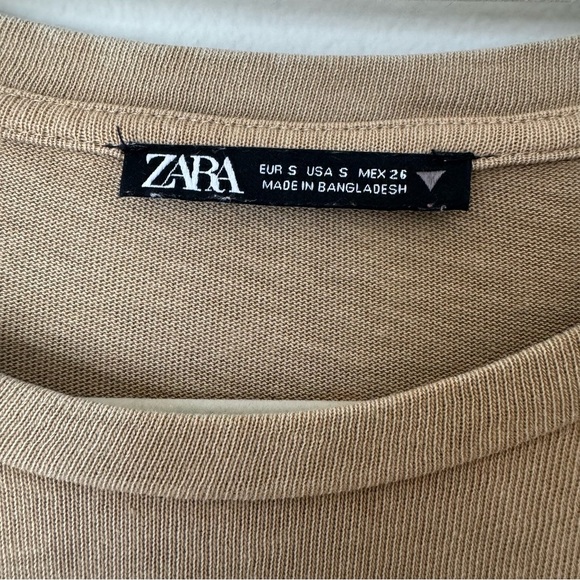 ZARA
EUR S USA S MEX 26
MADE IN BANGLADESH